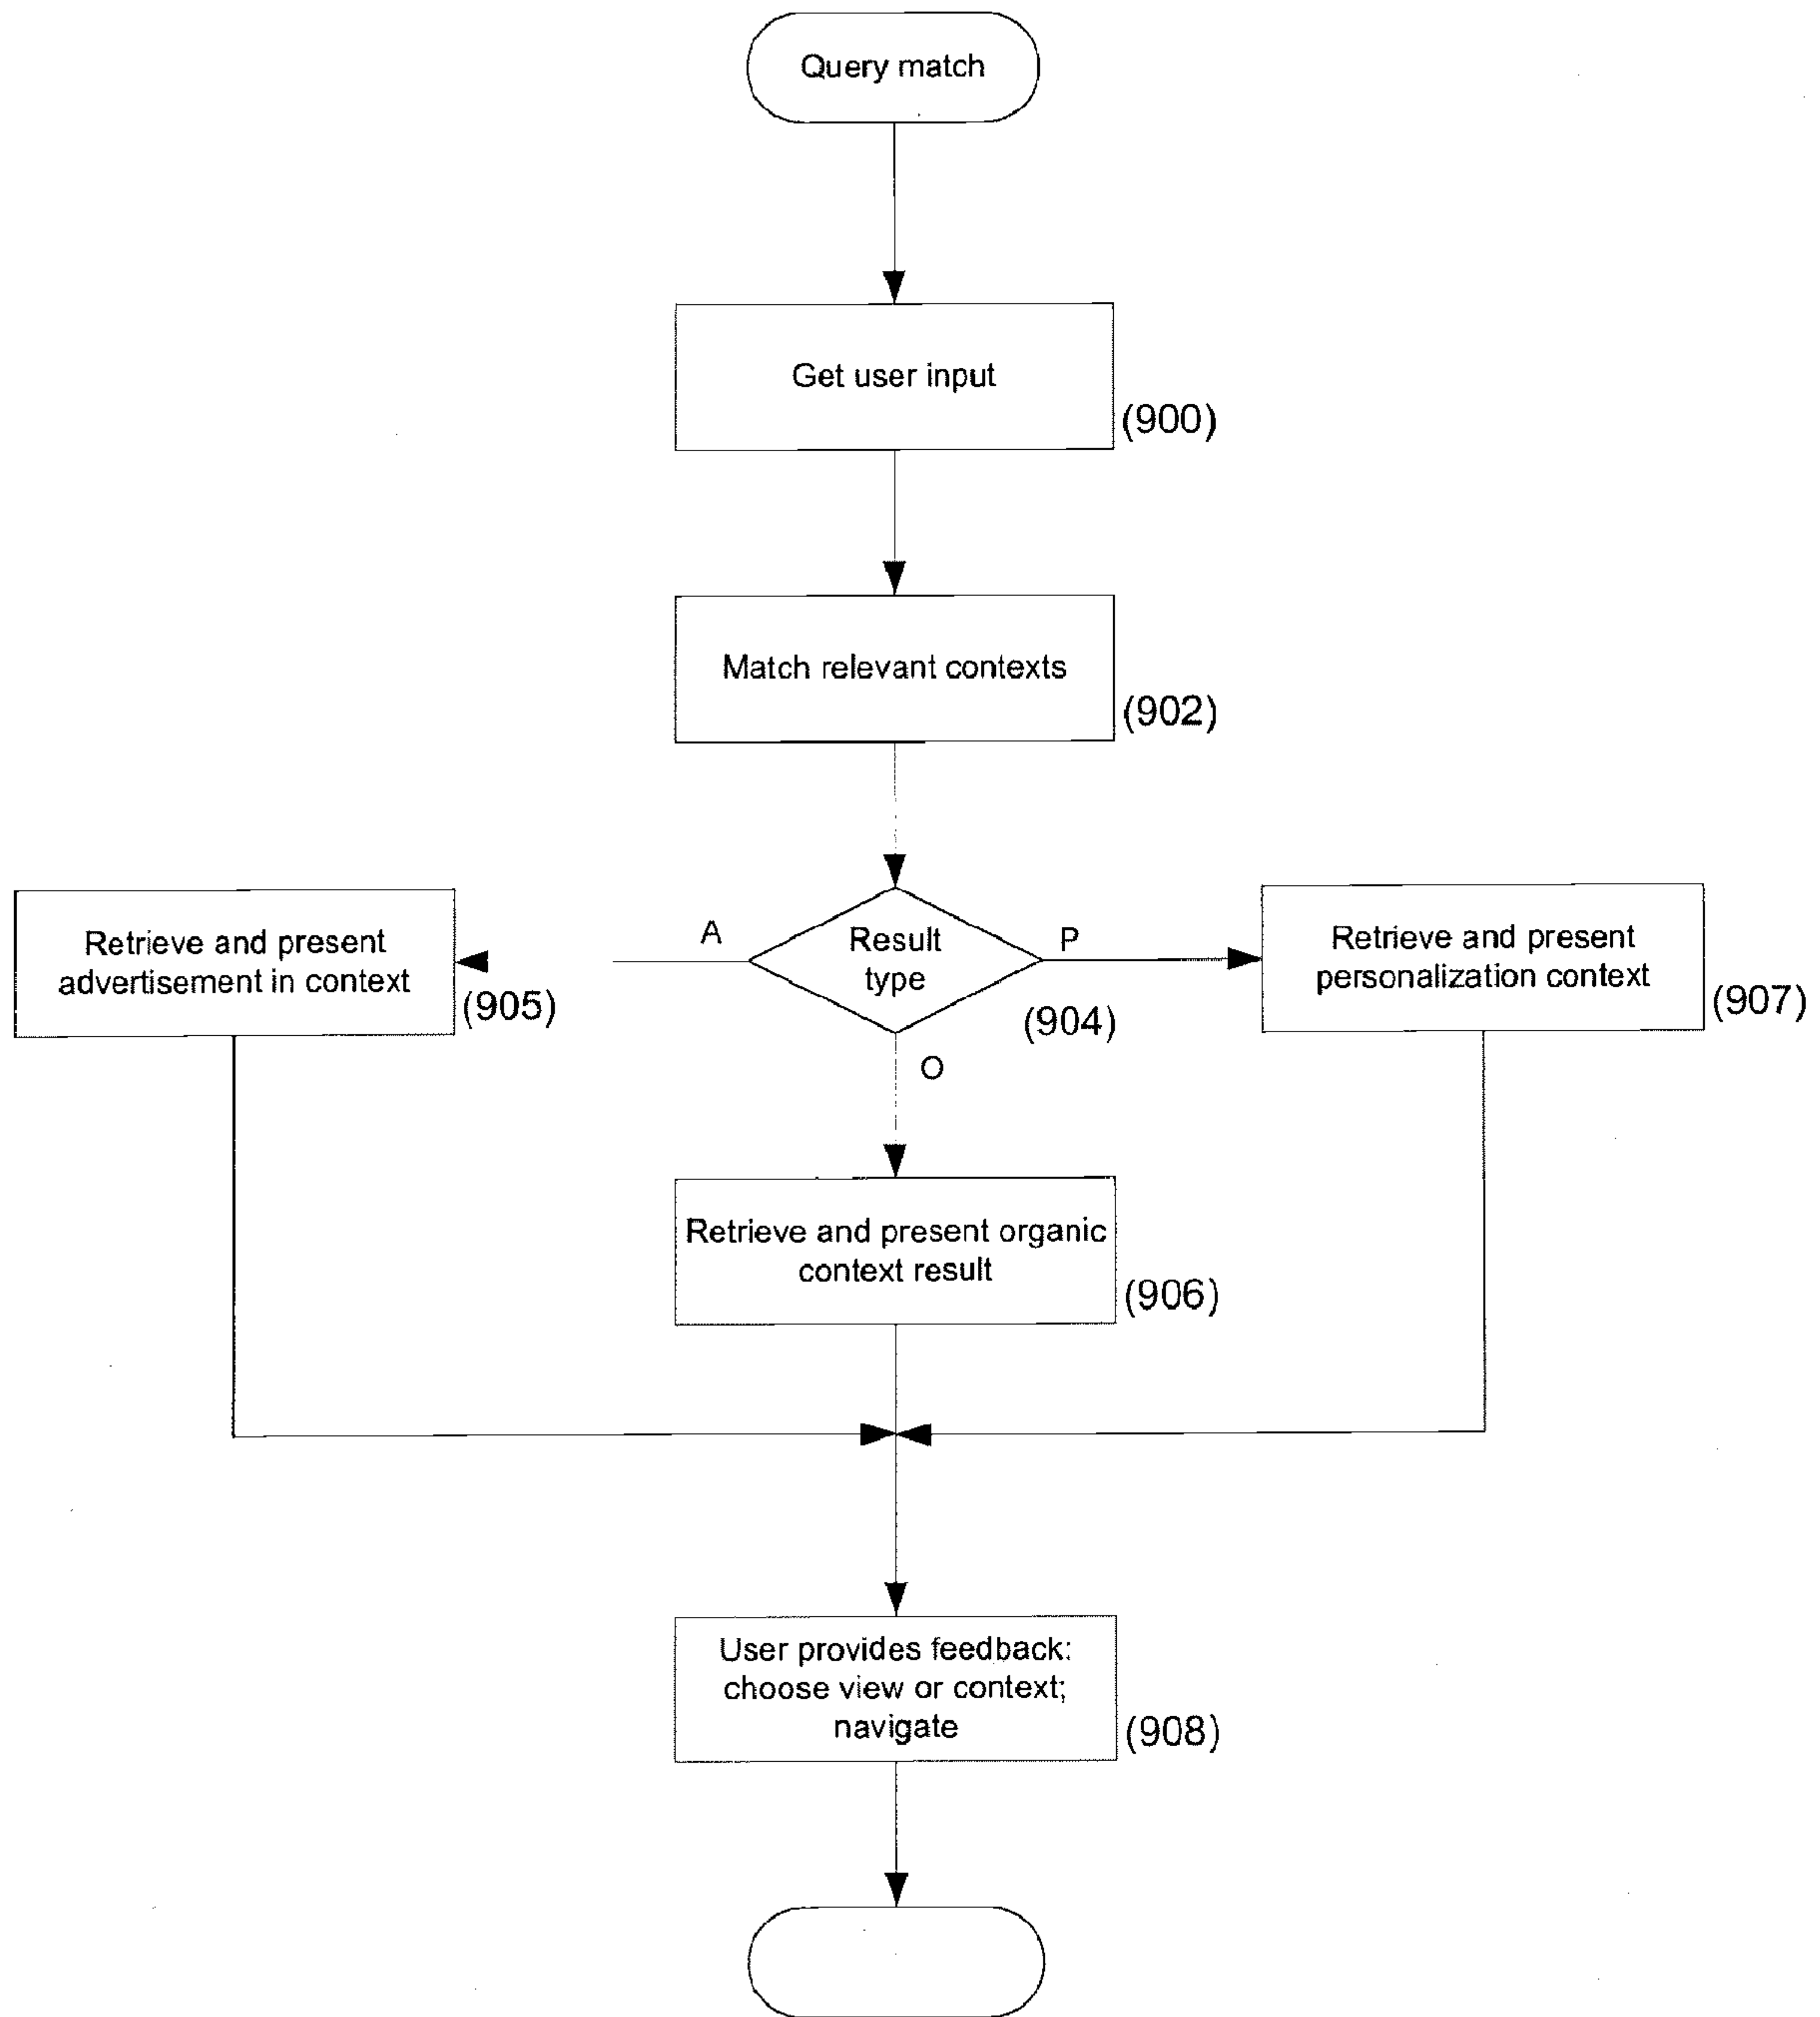 Query match
Get user input
(900)
Match relevant contexts
(902)
Retrieve and present
advertisement in context
(905)
A
Result
type
P
(904)
O
Retrieve and present
personalization context
(907)
Retrieve and present organic
context result
(906)
User provides feedback:
choose view or context;
navigate
(908)